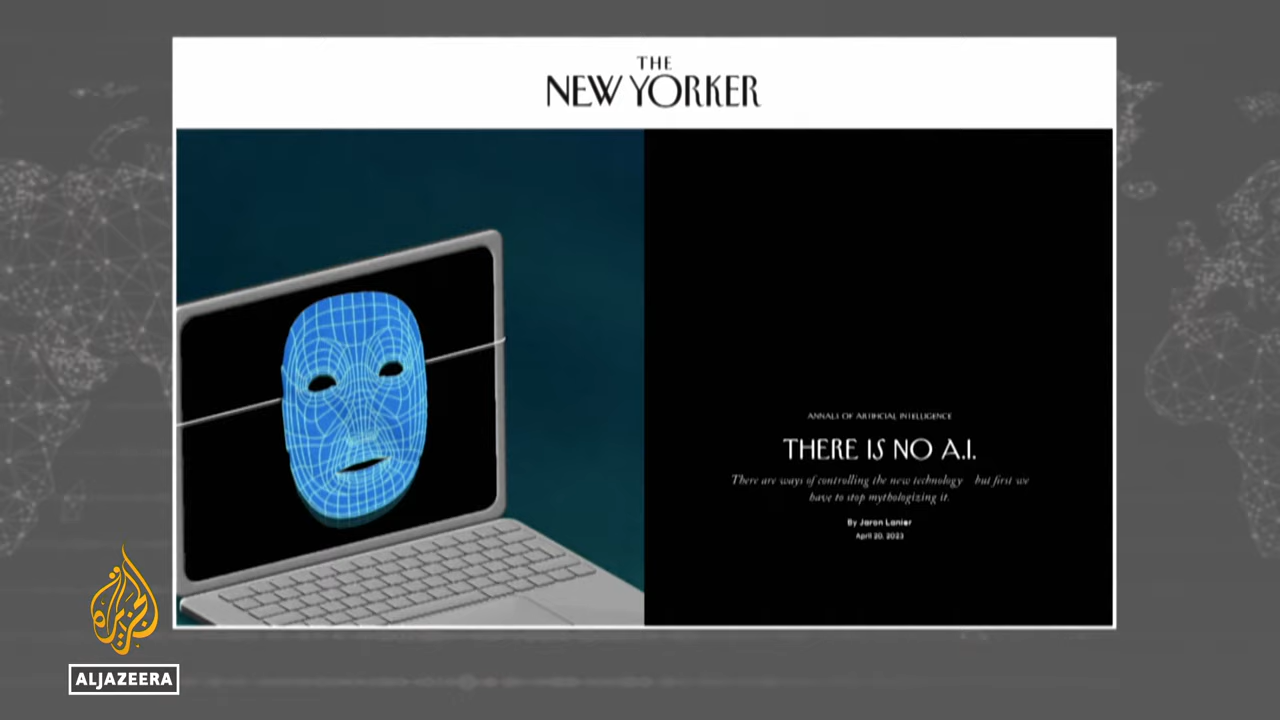 THE
NEW YORKER
ANNALS OF ARTIFICIAL INTELLIGENCE
THERE IS NO A.I.
There are ways of controlling the new technology but first we
have to stop mythologizing it.
By Jaron Lanier
April 20, 2023
الجزيرة
ALJAZEERA